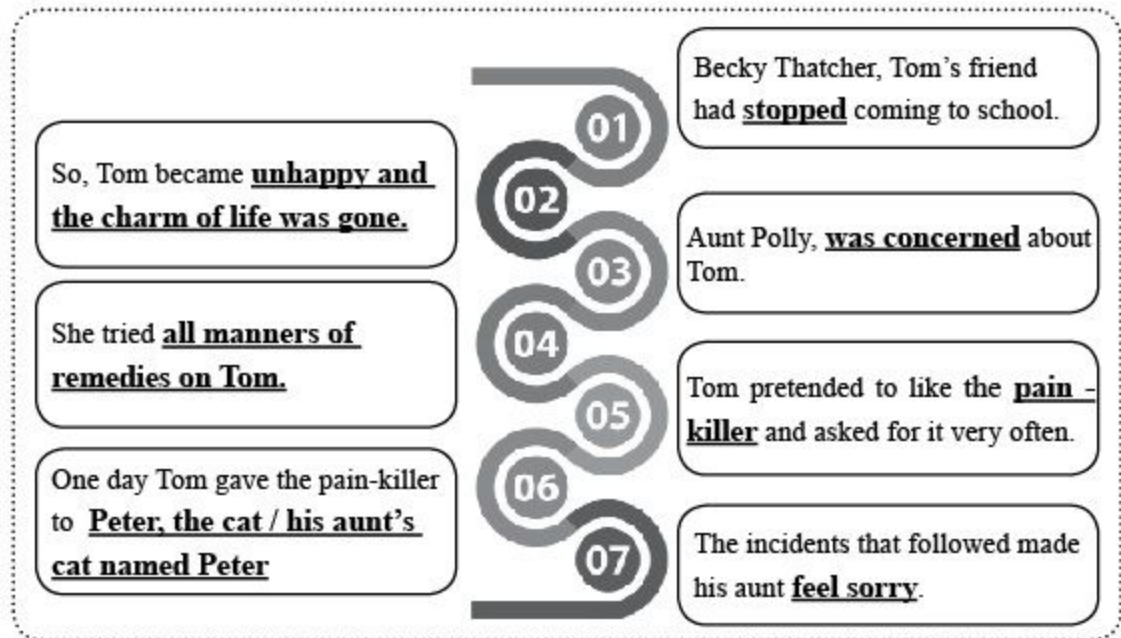 01
Becky Thatcher, Tom's friend
had stopped coming to school.
02
So, Tom became unhappy and
the charm of life was gone.
03
Aunt Polly, was concerned about
Tom.
04
She tried all manners of
remedies on Tom.
05
Tom pretended to like the pain -
killer and asked for it very often.
06
One day Tom gave the pain-killer
to Peter, the cat / his aunt's
cat named Peter
07
The incidents that followed made
his aunt feel sorry.